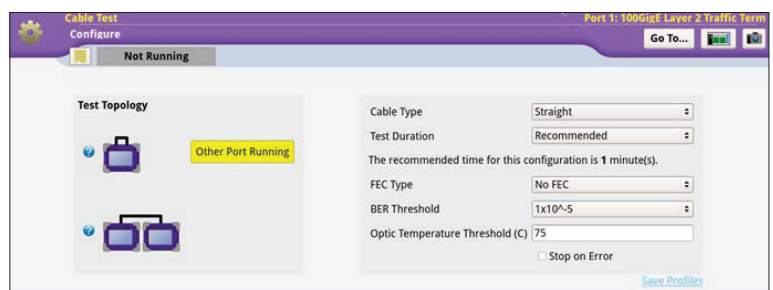 Cable Test
Port 1: 100GigE Layer 2 Traffic Term
Configure
Go To...
Not Running
Test Topology
Other Port Running
Cable Type Straight
Test Duration Recommended
The recommended time for this configuration is 1 minute(s).
FEC Type No FEC
BER Threshold 1x10^-5
Optic Temperature Threshold (C) 75
Stop on Error
Save Profiles